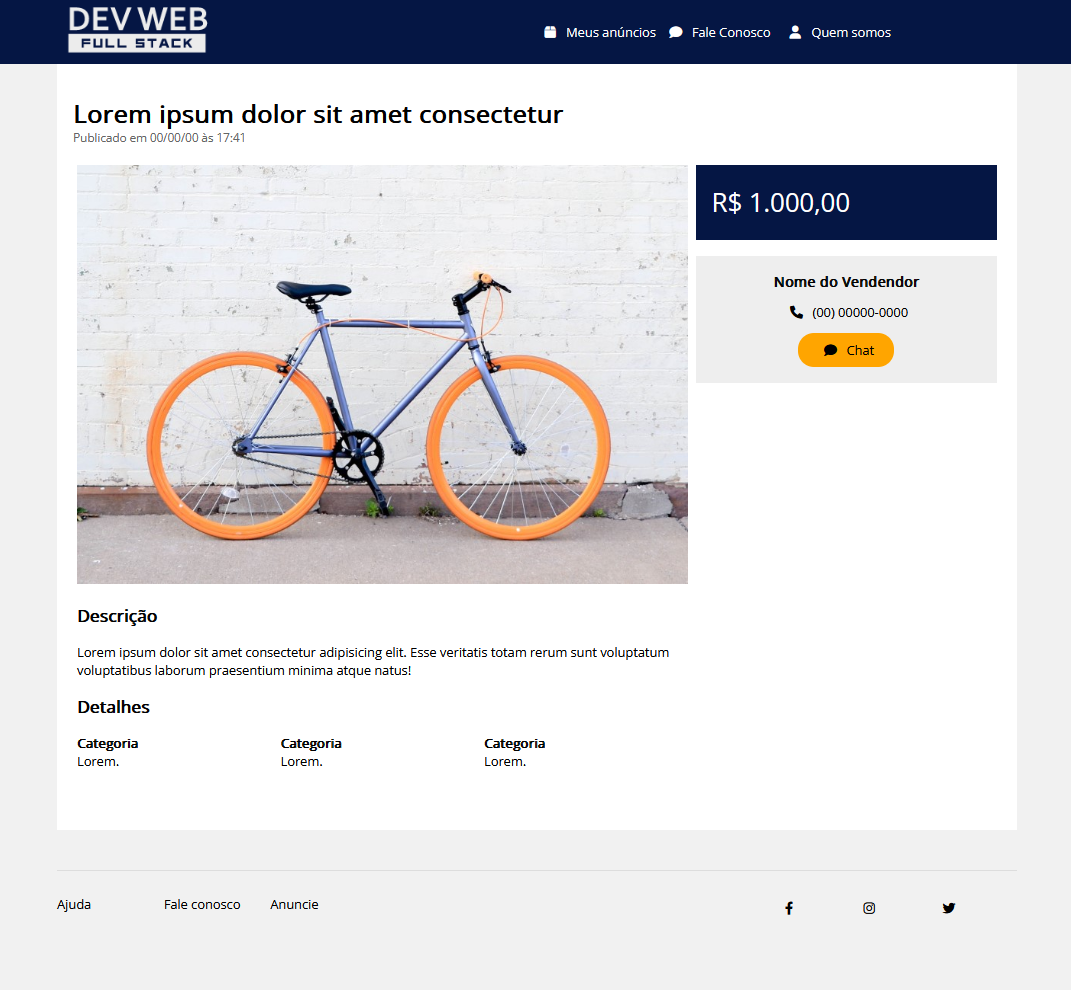 DEV WEB
FULL STACK
Meus anúncios
Fale Conosco
Quem somos
Lorem ipsum dolor sit amet consectetur
Publicado em 00/00/00 às 17:41
R$ 1.000,00
Nome do Vendendor
(00) 00000-0000
Chat
Descrição
Lorem ipsum dolor sit amet consectetur adipisicing elit. Esse veritatis totam rerum sunt voluptatum
voluptatibus laborum praesentium minima atque natus!
Detalhes
Categoria Categoria Categoria
Lorem. Lorem. Lorem.
Ajuda Fale conosco Anuncie